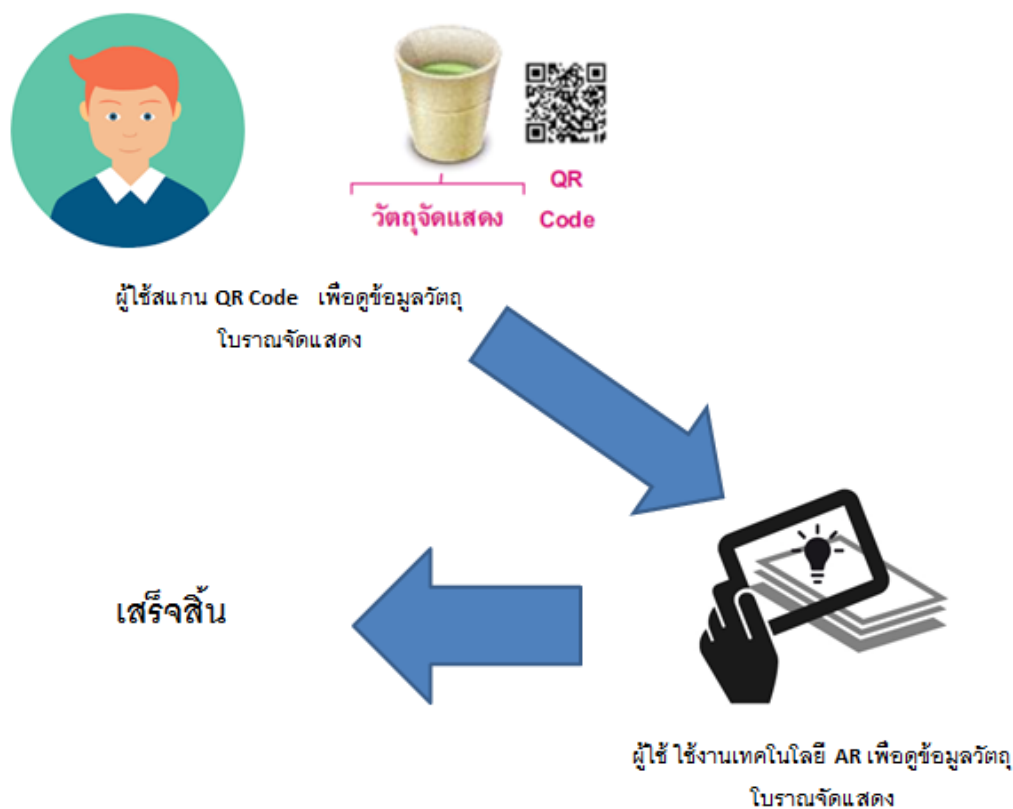 วัตถุจัดแสดง
QR
Code
ผู้ใช้สแกน QR Code เพื่อดูข้อมูลวัตถุ
โบราณจัดแสดง
เสร็จสิ้น
ผู้ใช้ ใช้งานเทคโนโลยี AR เพื่อดูข้อมูลวัตถุ
โบราณจัดแสดง